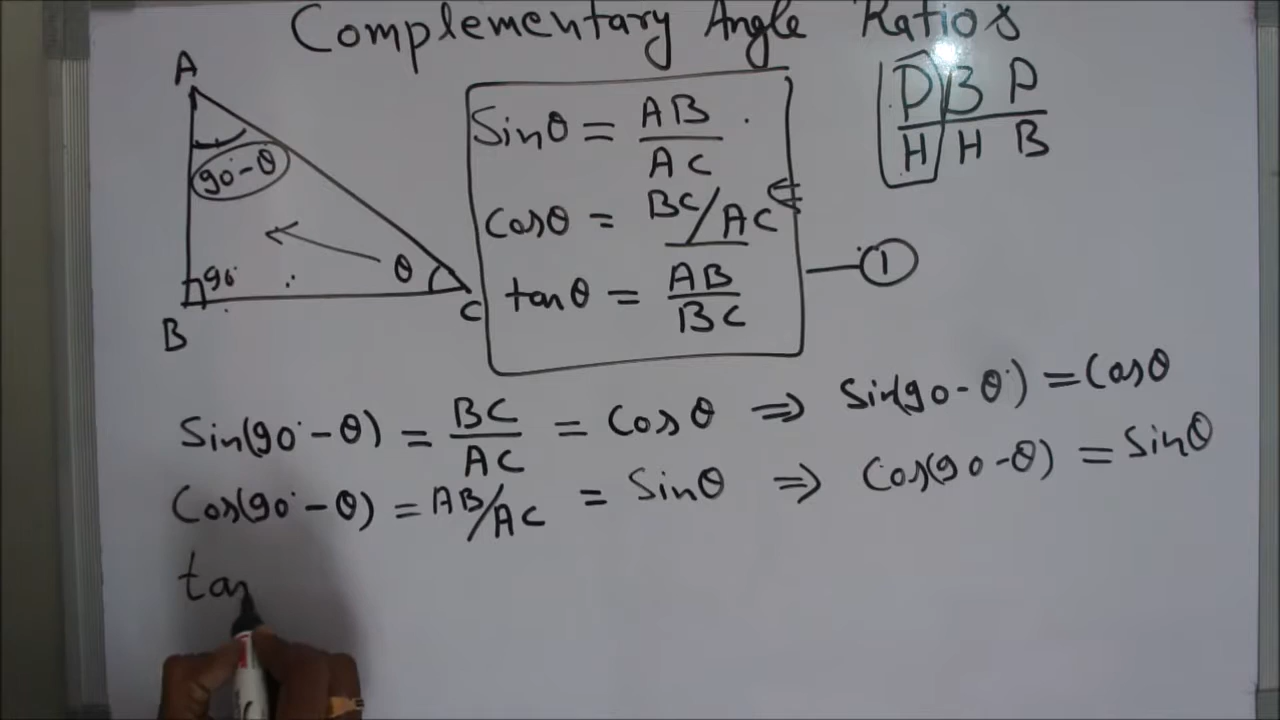 Complementary Angle Ratios
A
90°-θ
90°
θ
B
C
Sinθ = AB/AC
Cosθ = BC/AC
tanθ = AB/BC
1
P B P
H H B
Sin(90°-θ) = BC/AC = Cosθ ⇒ Sin(90-θ) = Cosθ
Cos(90°-θ) = AB/AC = Sinθ ⇒ Cos(90-θ) = Sinθ
tan